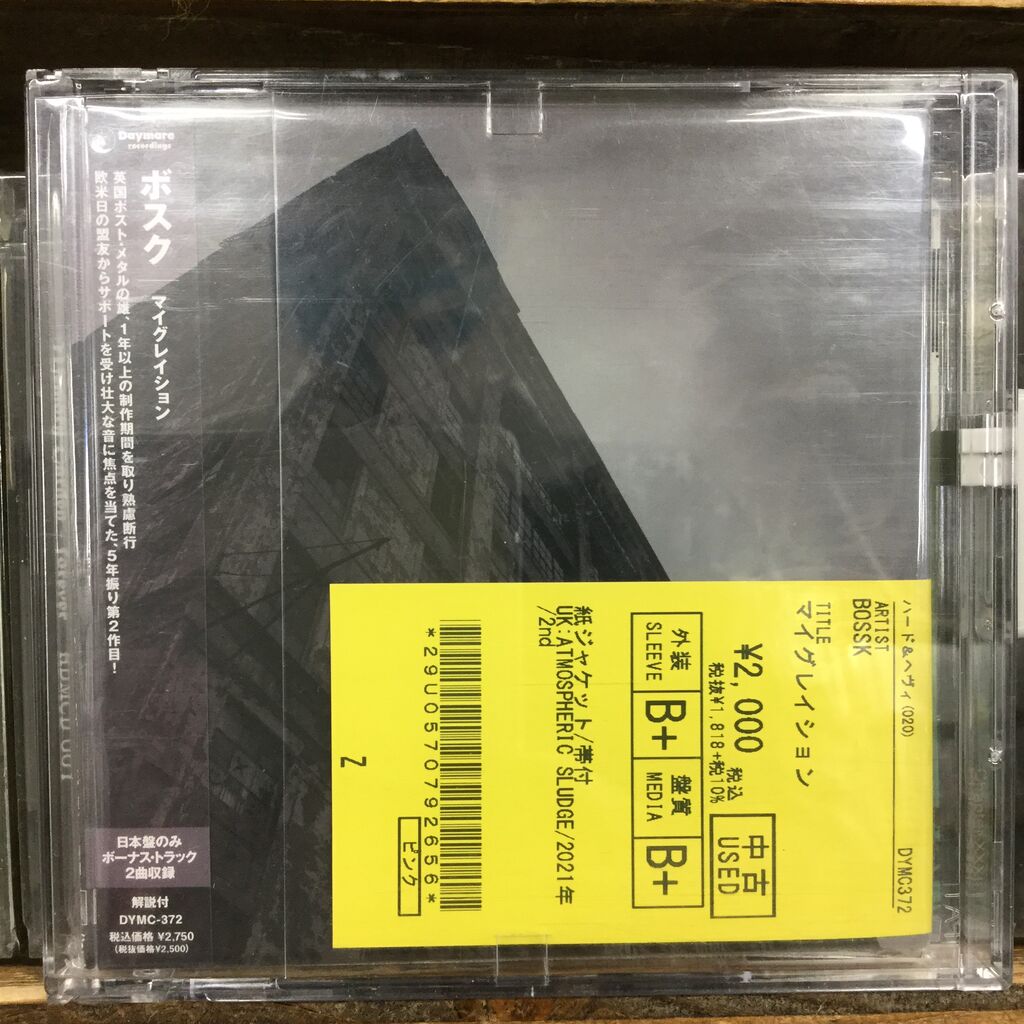 Daymare
recordings
ボスク
マイグレイション
英国ポスト・メタルの雄、1年以上の制作期間を取り熟慮断行
欧米日の盟友からサポートを受け壮大な音に焦点を当てた、5年振り第2作目！
日本盤のみ
ボーナス・トラック
2曲収録
解説付
DYMC-372
税込価格 ¥2,750
(税抜価格¥2,500)
ハード&ヘヴィ(020)
DYMC372
ARTIST
BOSSK
TITLE
マイグレイション
¥2,000 税込
税抜¥1,818+税10%
中古
USED
外装
SLEEVE
B+
盤質
MEDIA
B+
紙ジャケット/帯付
UK:ATMOSPHERIC SLUDGE/2021年
/2nd
*29U0570792656*
ピンク
Z